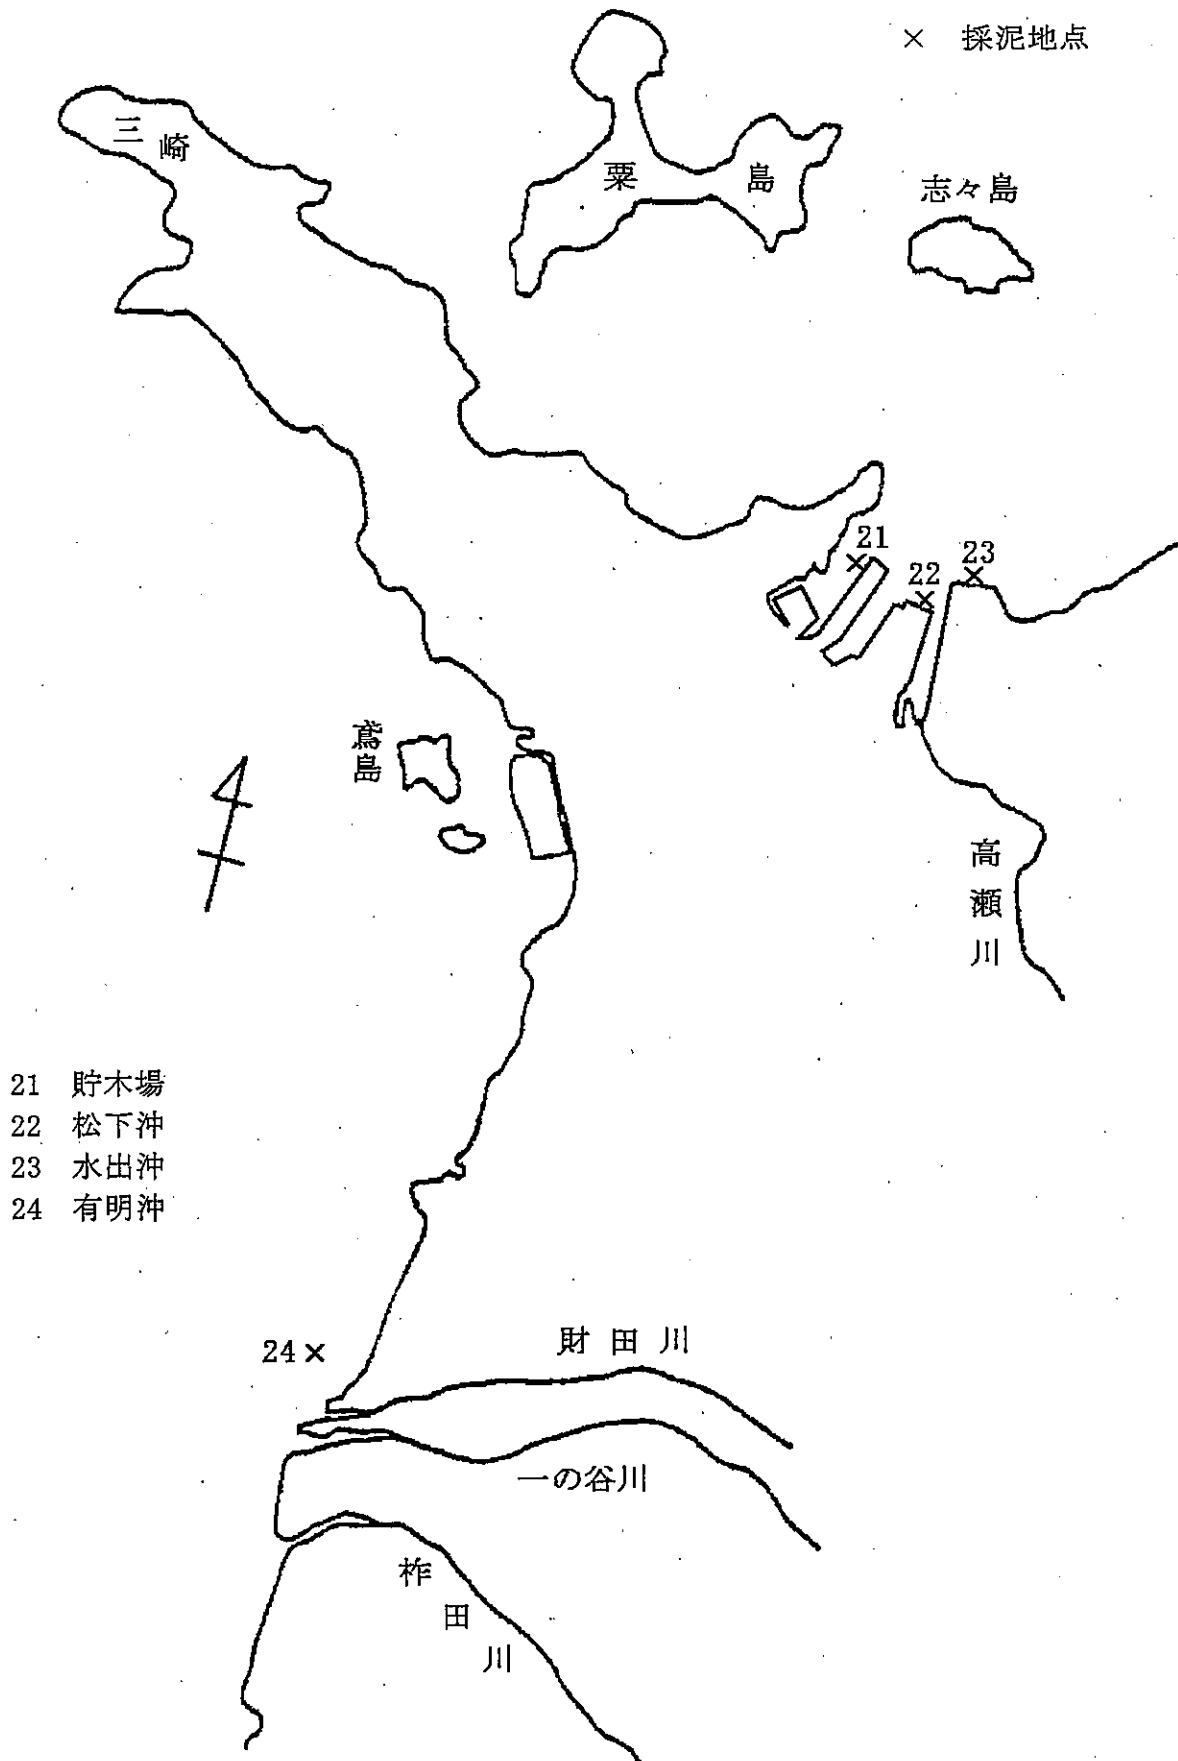 × 採泥地点
三崎
粟島
志々島
21
22
23
鳶島
高瀬川
21 貯木場
22 松下沖
23 水出沖
24 有明沖
24 ×
財田川
一の谷川
柞田川